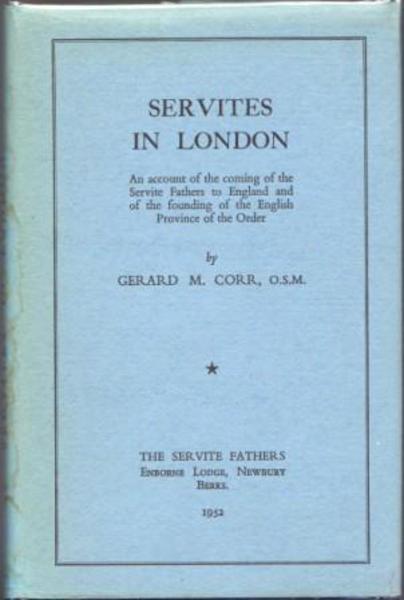 SERVITES
IN LONDON
An account of the coming of the
Servite Fathers to England and
of the founding of the English
Province of the Order
by
GERARD M. CORR, O.S.M.
THE SERVITE FATHERS
Enborne Lodge, Newbury
Berks.
1952